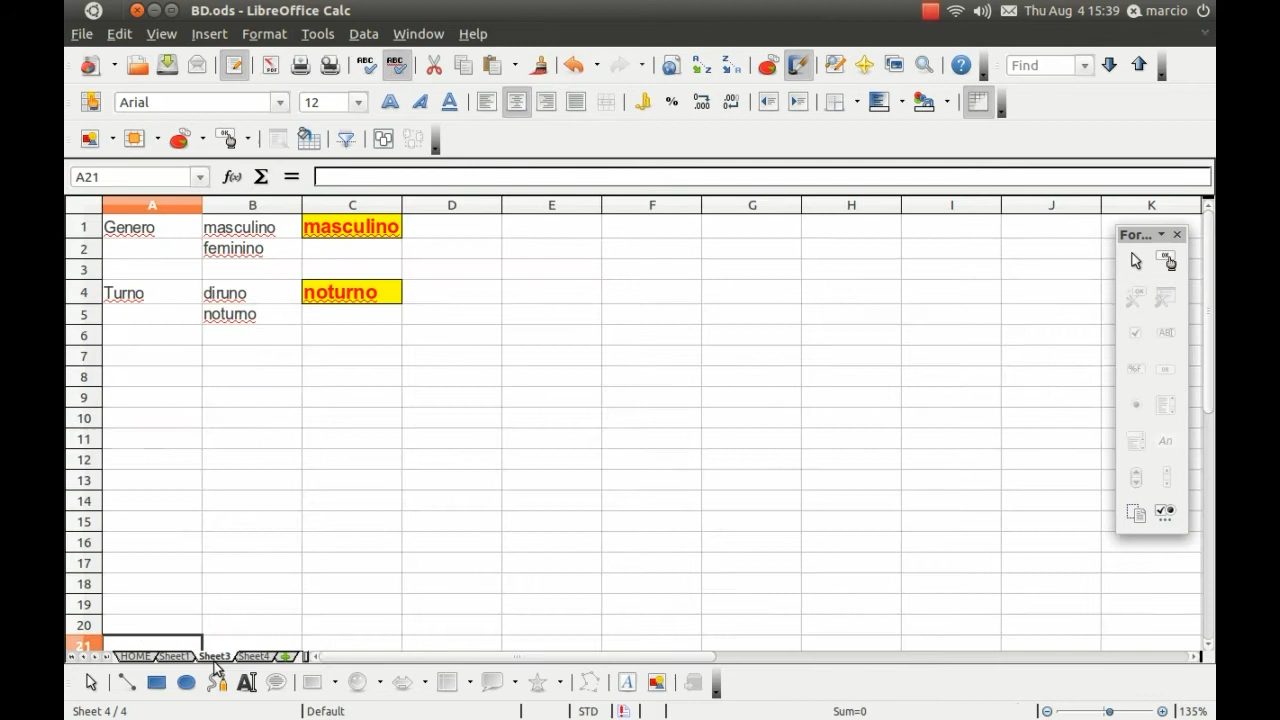 BD.ods - LibreOffice Calc
Thu Aug 4 15:39 marcio
File Edit View Insert Format Tools Data Window Help
ABC ABC Find
Arial 12
A21
For...
A B C D E F G H I J K
1 Genero masculino masculino
2 feminino
3
4 Turno diruno noturno
5 noturno
6
7
8
9
10
11
12
13
14
15
16
17
18
19
20
21
HOME Sheet1 Sheet3 Sheet4
Sheet 4 / 4 Default STD Sum=0 135%